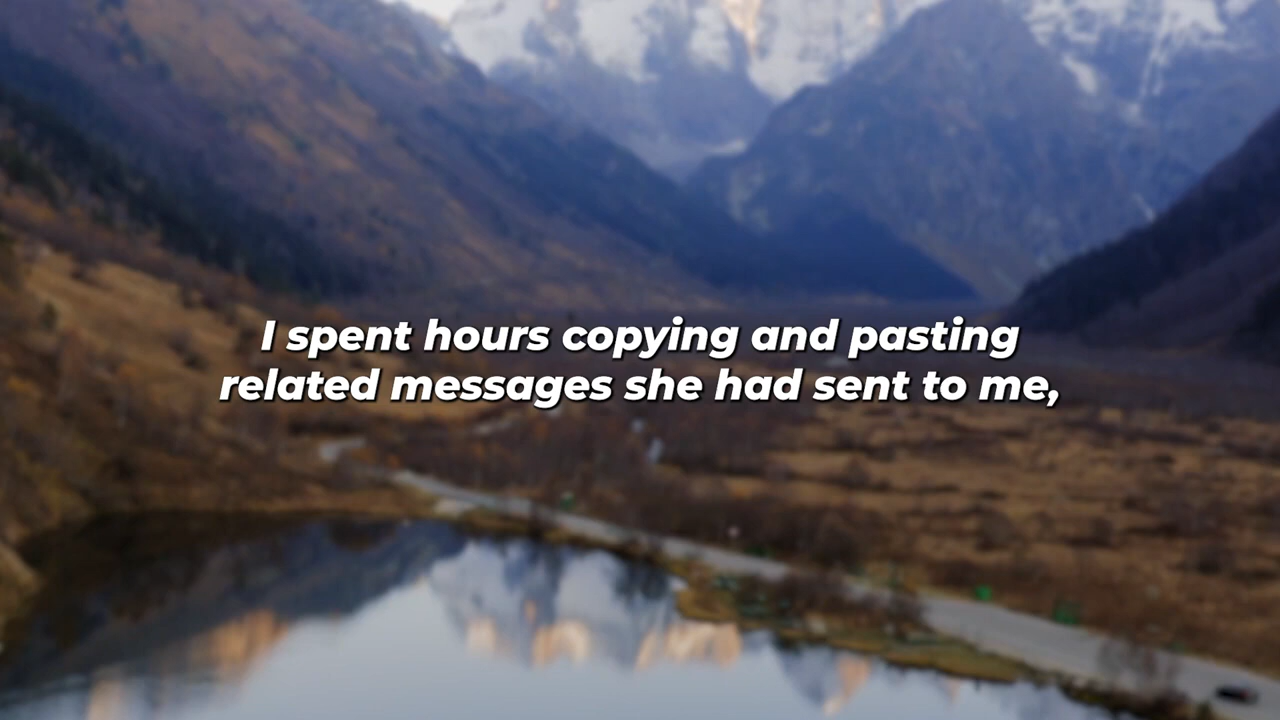 I spent hours copying and pasting
related messages she had sent to me,